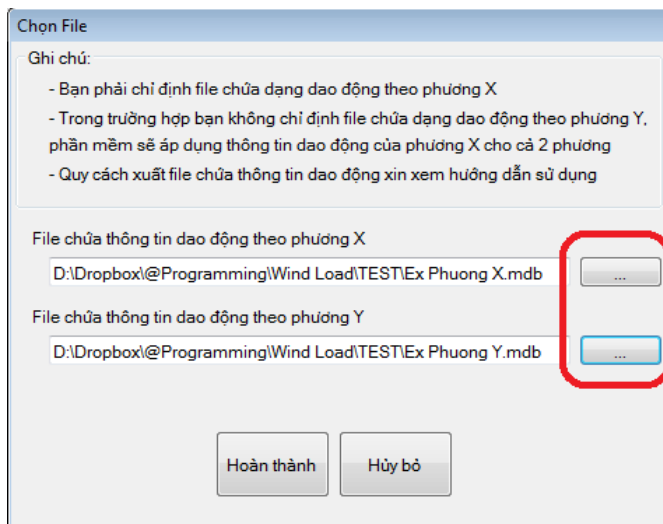 Chọn File
Ghi chú:
- Bạn phải chỉ định file chứa dạng dao động theo phương X
- Trong trường hợp bạn không chỉ định file chứa dạng dao động theo phương Y,
phần mềm sẽ áp dụng thông tin dao động của phương X cho cả 2 phương
- Quy cách xuất file chứa thông tin dao động xin xem hướng dẫn sử dụng
File chứa thông tin dao động theo phương X
D:\Dropbox\@Programming\Wind Load\TEST\Ex Phuong X.mdb ...
File chứa thông tin dao động theo phương Y
D:\Dropbox\@Programming\Wind Load\TEST\Ex Phuong Y.mdb ...
Hoàn thành Hủy bỏ